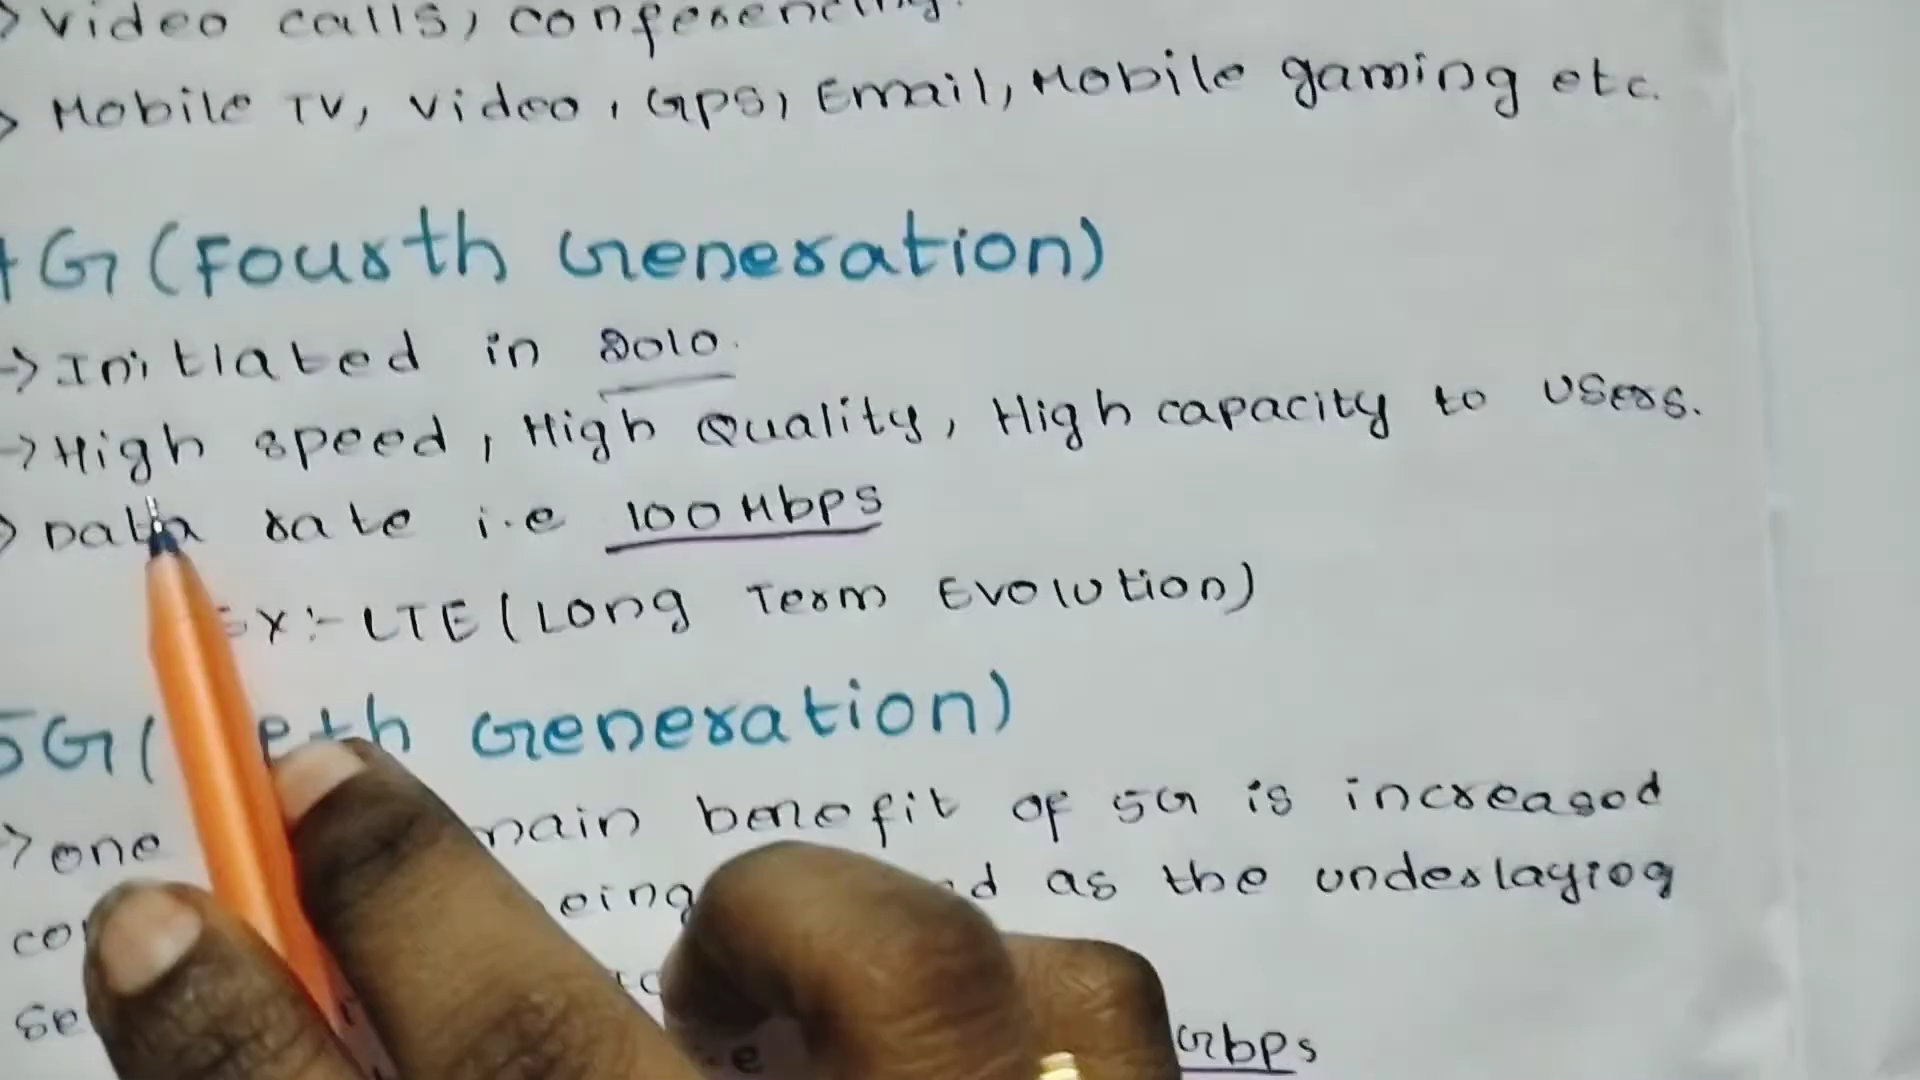 > Video calls, conferencing.
> Mobile TV, Video, GPS, Email, Mobile gaming etc.
4G (Fourth Generation)
→ Initiated in 2010.
→ High speed, High Quality, High capacity to users.
> Data rate i.e 100 Mbps
Ex:- LTE (Long Term Evolution)
5G ( Generation)
→ one main benefit of 5G is increased
as the underlaying
Gbps